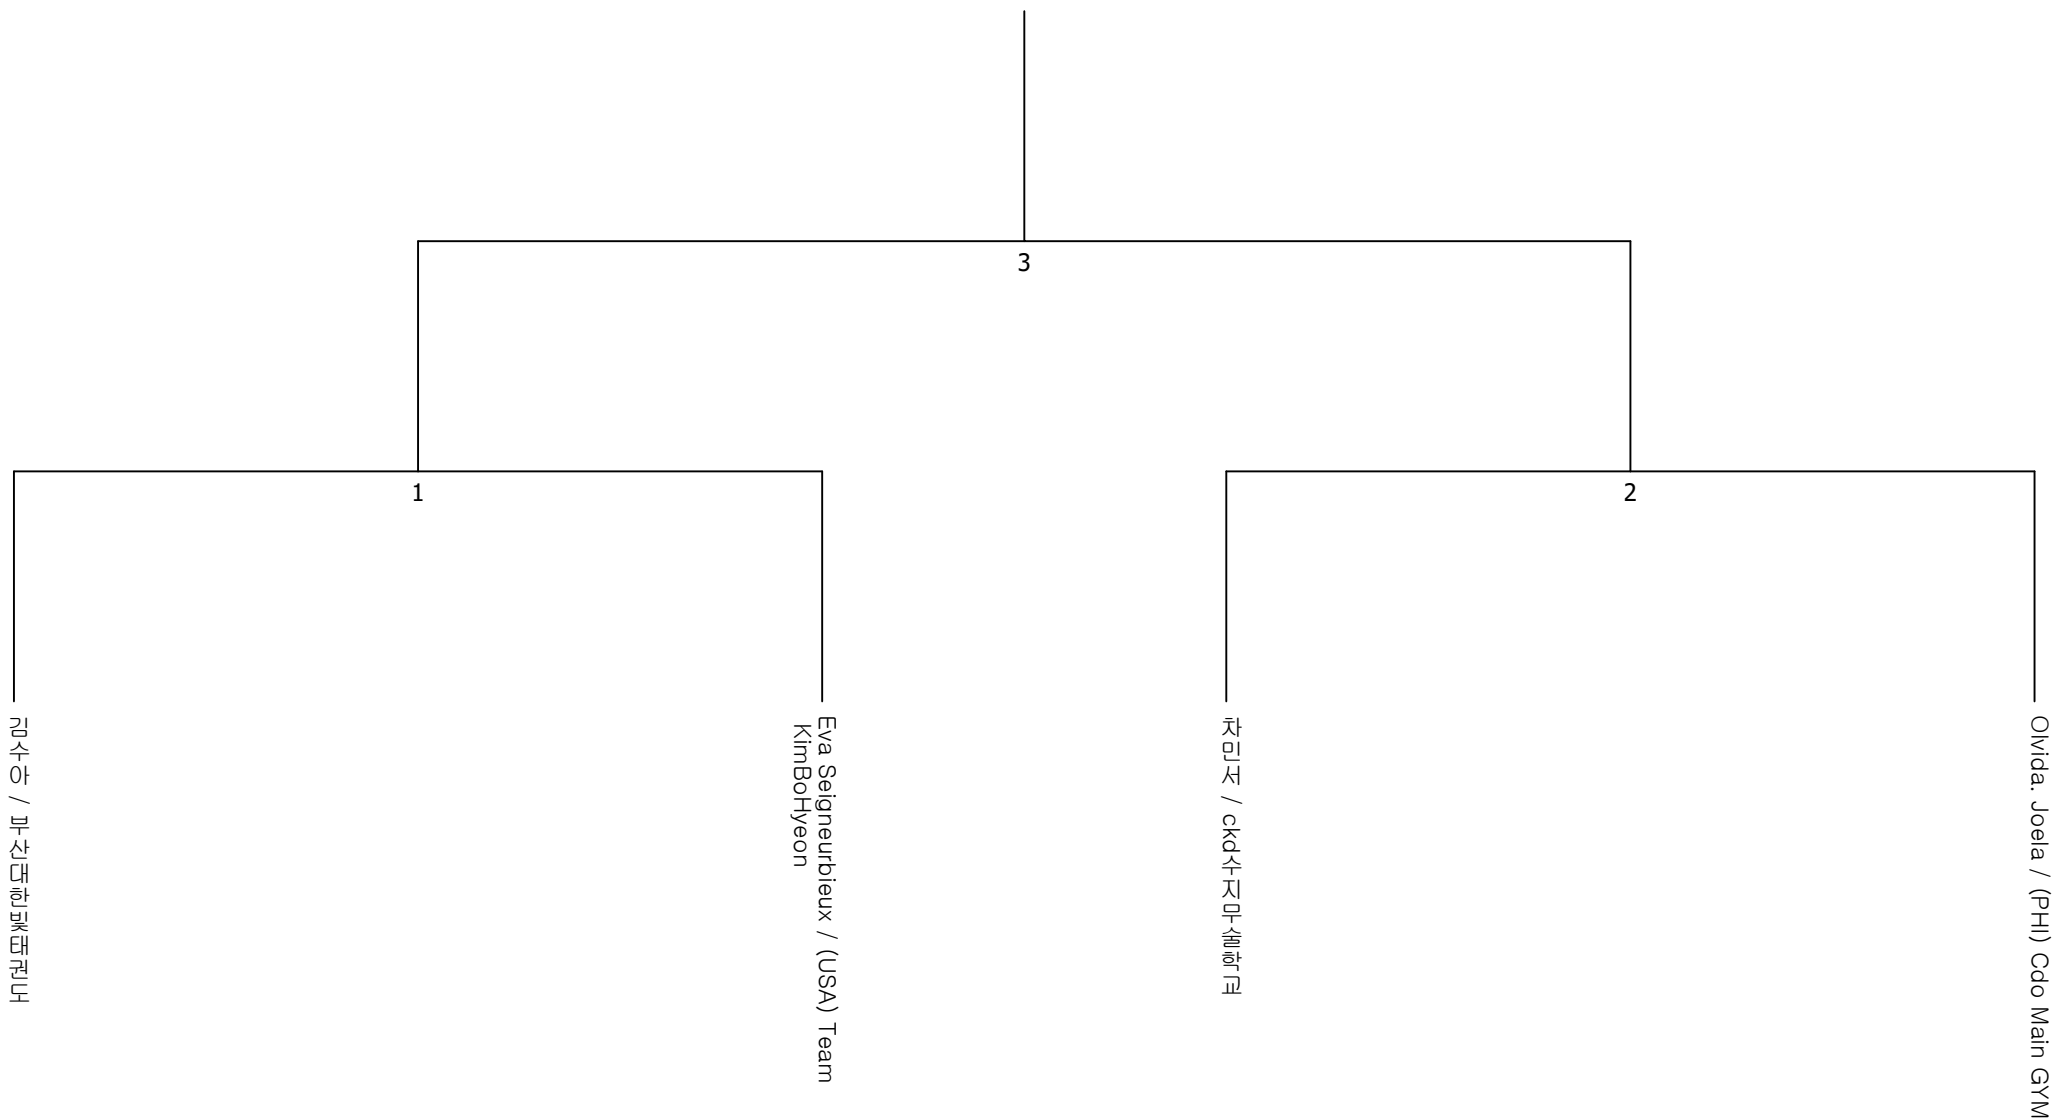 3
1
2
김수아 / 부산대한빛태권도
Eva Seigneurbieux / (USA) Team
KimBoHyeon
차민서 / ckd수지무술학교
Olvida. Joela / (PHI) Cdo Main GYM